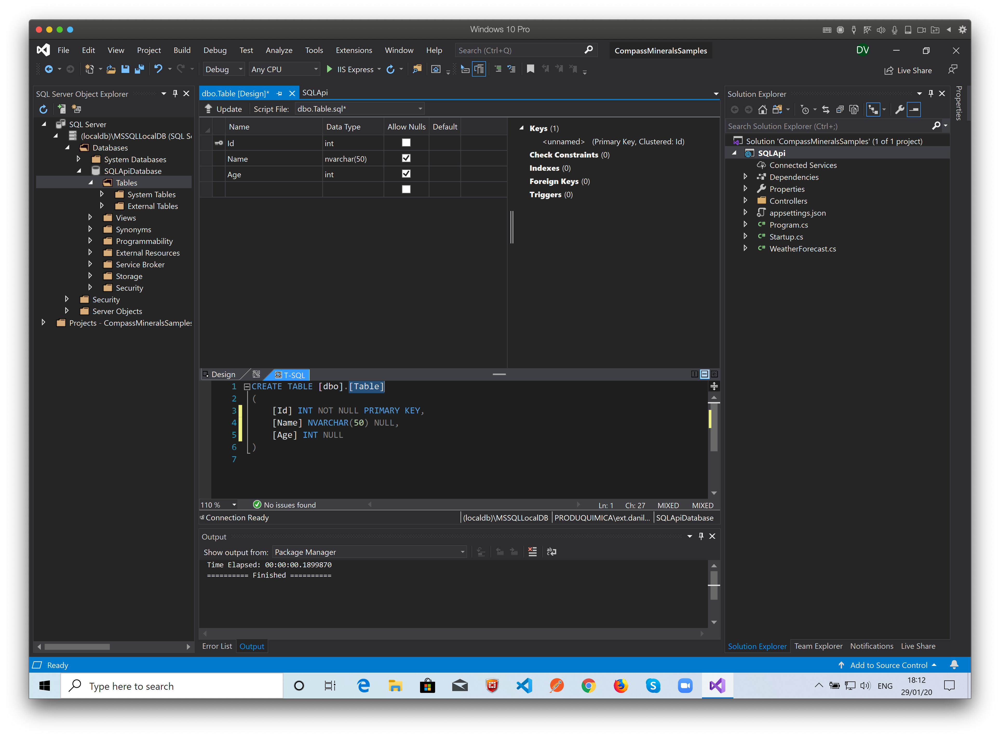 Windows 10 Pro
File Edit View Project Build Debug Test Analyze Tools Extensions Window Help Search (Ctrl+Q) CompassMineralsSamples DV
Debug Any CPU IIS Express Live Share
SQL Server Object Explorer
SQL Server
(localdb)\MSSQLLocalDB (SQL Se
Databases
System Databases
SQLApiDatabase
Tables
System Tables
External Tables
Views
Synonyms
Programmability
External Resources
Service Broker
Storage
Security
Security
Server Objects
Projects - CompassMineralsSamples
dbo.Table [Design]* SQLApi
Update Script File: dbo.Table.sql*
Name Data Type Allow Nulls Default
Id int
Name nvarchar(50)
Age int
Keys (1)
<unnamed> (Primary Key, Clustered: Id)
Check Constraints (0)
Indexes (0)
Foreign Keys (0)
Triggers (0)
Design T-SQL
1 CREATE TABLE [dbo].[Table]
2 (
3 [Id] INT NOT NULL PRIMARY KEY,
4 [Name] NVARCHAR(50) NULL,
5 [Age] INT NULL
6 )
7
110 % No issues found Ln: 1 Ch: 27 MIXED MIXED
Connection Ready (localdb)\MSSQLLocalDB PRODUQUIMICA\ext.danil... SQLApiDatabase
Output
Show output from: Package Manager
Time Elapsed: 00:00:00.1899870
========== Finished ==========
Error List Output
Solution Explorer
Search Solution Explorer (Ctrl+;)
Solution 'CompassMineralsSamples' (1 of 1 project)
SQLApi
Connected Services
Dependencies
Properties
Controllers
appsettings.json
C# Program.cs
C# Startup.cs
C# WeatherForecast.cs
Solution Explorer Team Explorer Notifications Live Share
Properties
Ready Add to Source Control
Type here to search ENG 18:12
29/01/20